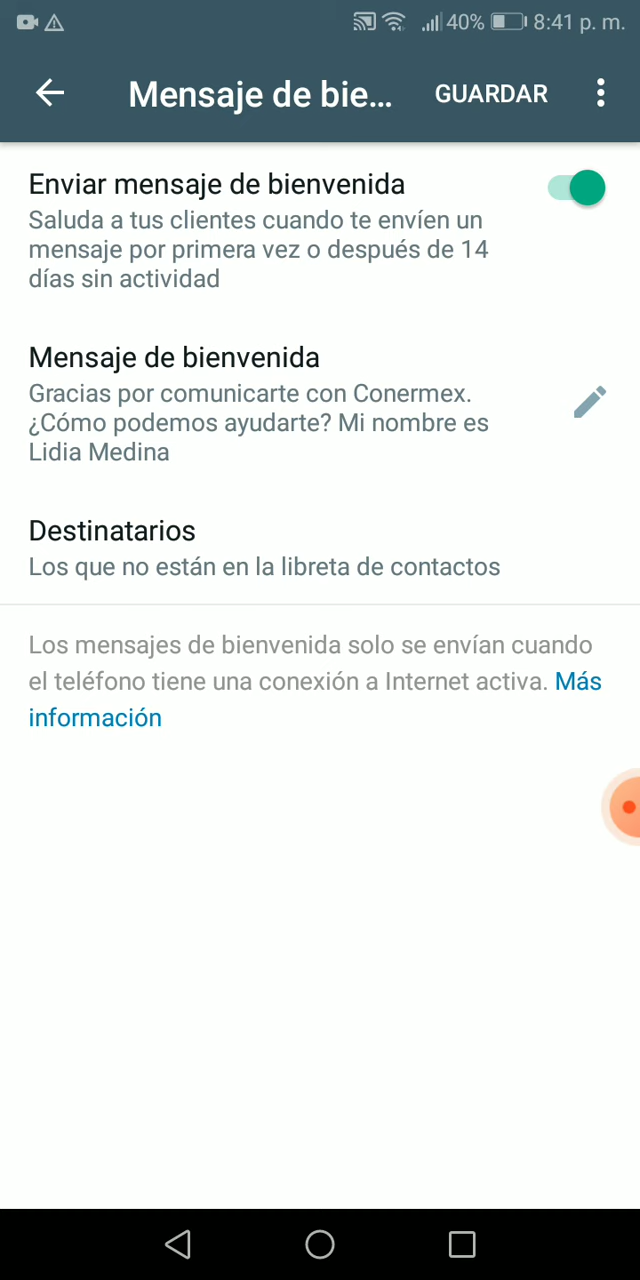 40% 8:41 p. m.
Mensaje de bie... GUARDAR
Enviar mensaje de bienvenida
Saluda a tus clientes cuando te envíen un
mensaje por primera vez o después de 14
días sin actividad
Mensaje de bienvenida
Gracias por comunicarte con Conermex.
¿Cómo podemos ayudarte? Mi nombre es
Lidia Medina
Destinatarios
Los que no están en la libreta de contactos
Los mensajes de bienvenida solo se envían cuando
el teléfono tiene una conexión a Internet activa. Más
información